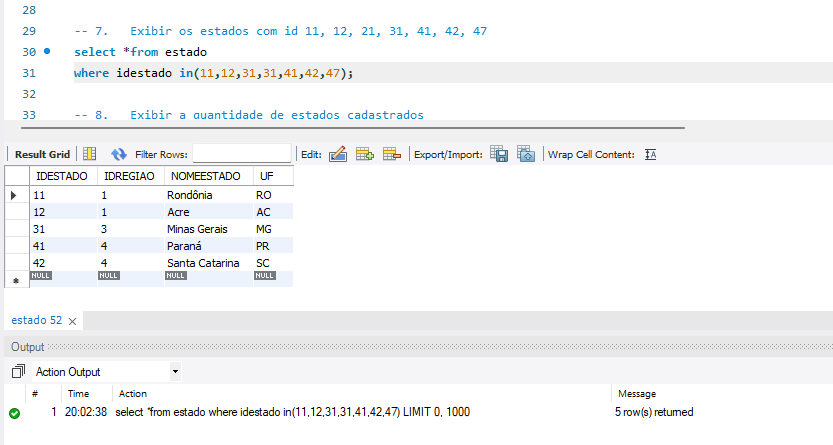 28
29 -- 7. Exibir os estados com id 11, 12, 21, 31, 41, 42, 47
30 select *from estado
31 where idestado in(11,12,31,31,41,42,47);
32
33 -- 8. Exibir a quantidade de estados cadastrados
Result Grid Filter Rows: Edit: Export/Import: Wrap Cell Content:
IDESTADO IDREGIAO NOMEESTADO UF
11 1 Rondônia RO
12 1 Acre AC
31 3 Minas Gerais MG
41 4 Paraná PR
42 4 Santa Catarina SC
NULL NULL NULL NULL
estado 52
Output
Action Output
# Time Action Message
1 20:02:38 select *from estado where idestado in(11,12,31,31,41,42,47) LIMIT 0, 1000 5 row(s) returned